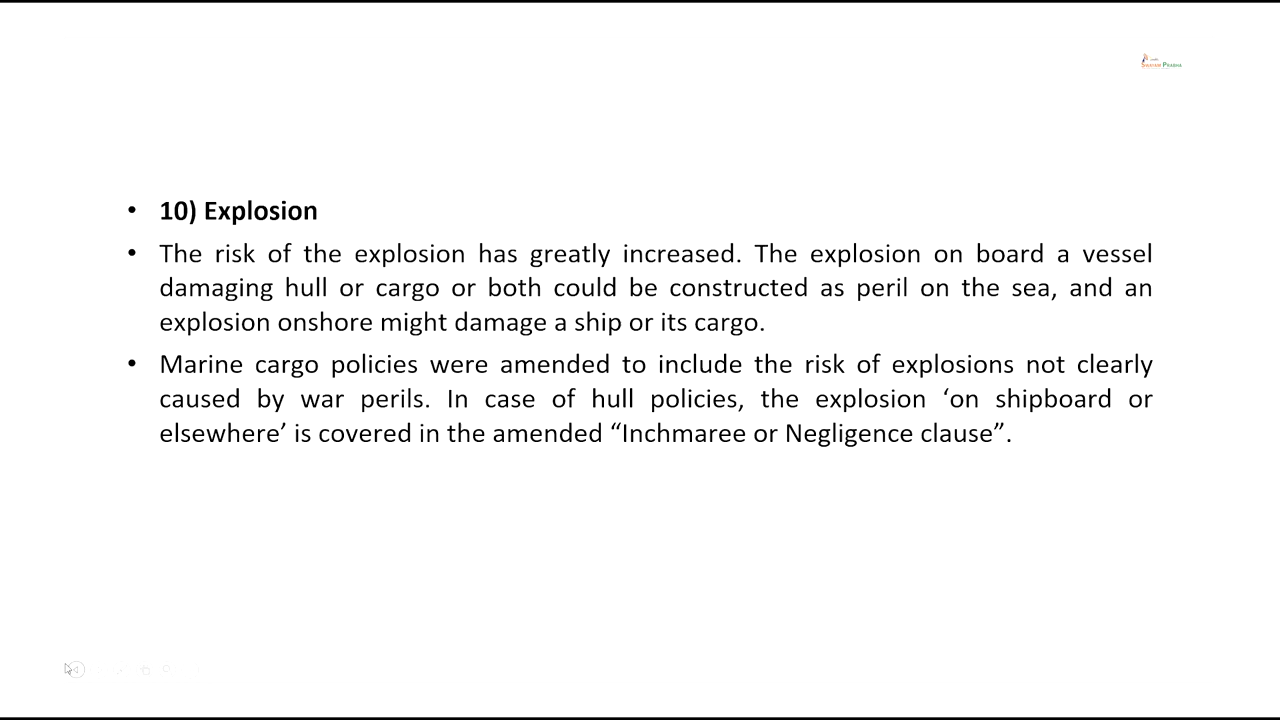 SWAYAM PRABHA
• 10) Explosion
• The risk of the explosion has greatly increased. The explosion on board a vessel
damaging hull or cargo or both could be constructed as peril on the sea, and an
explosion onshore might damage a ship or its cargo.
• Marine cargo policies were amended to include the risk of explosions not clearly
caused by war perils. In case of hull policies, the explosion ‘on shipboard or
elsewhere’ is covered in the amended “Inchmaree or Negligence clause”.